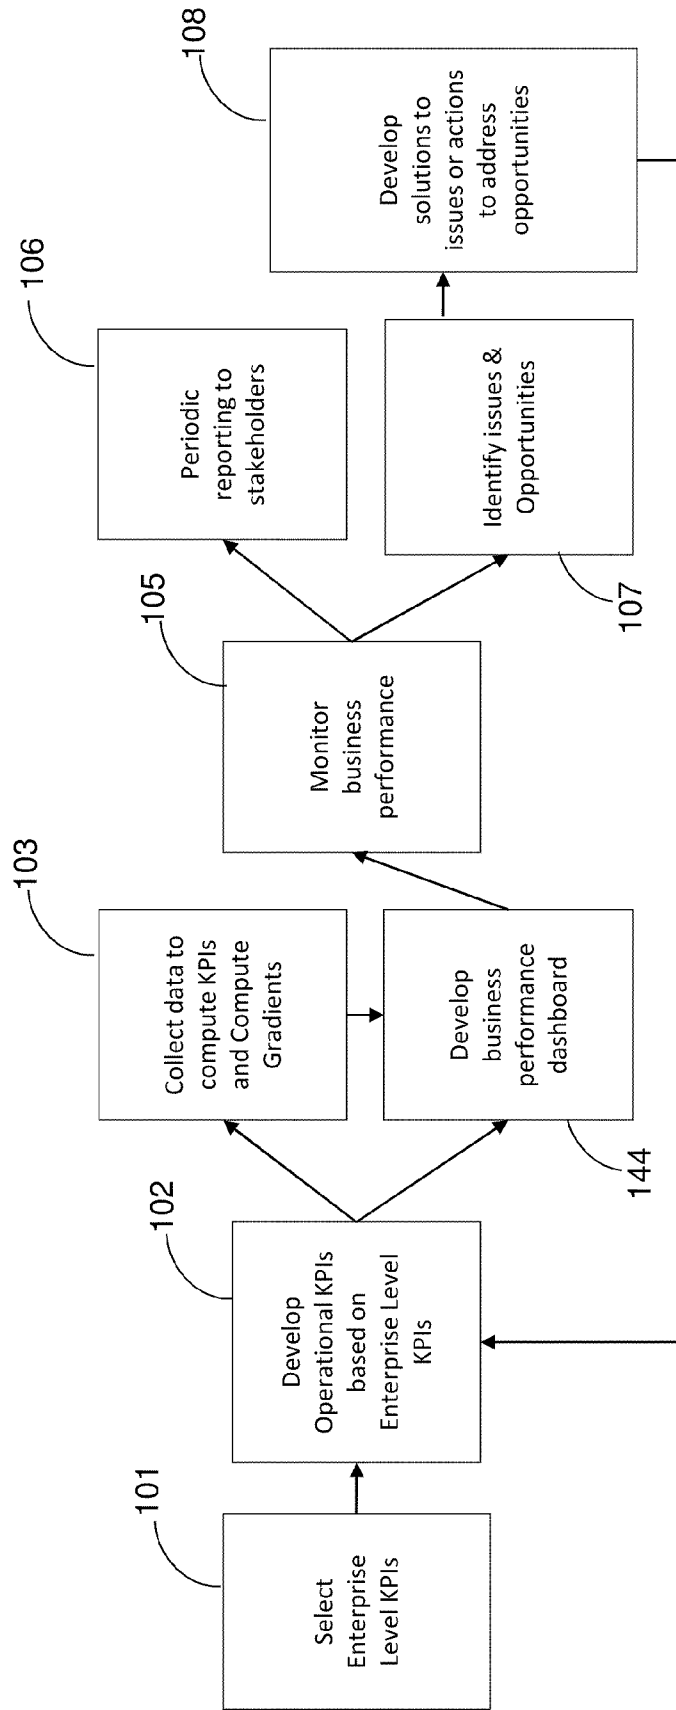 101
Select
Enterprise
Level KPIs
102
Develop
Operational KPIs
based on
Enterprise Level
KPIs
103
Collect data to
compute KPIs
and Compute
Gradients
144
Develop
business
performance
dashboard
105
Monitor
business
performance
106
Periodic
reporting to
stakeholders
107
Identify issues &
Opportunities
108
Develop
solutions to
issues or actions
to address
opportunities